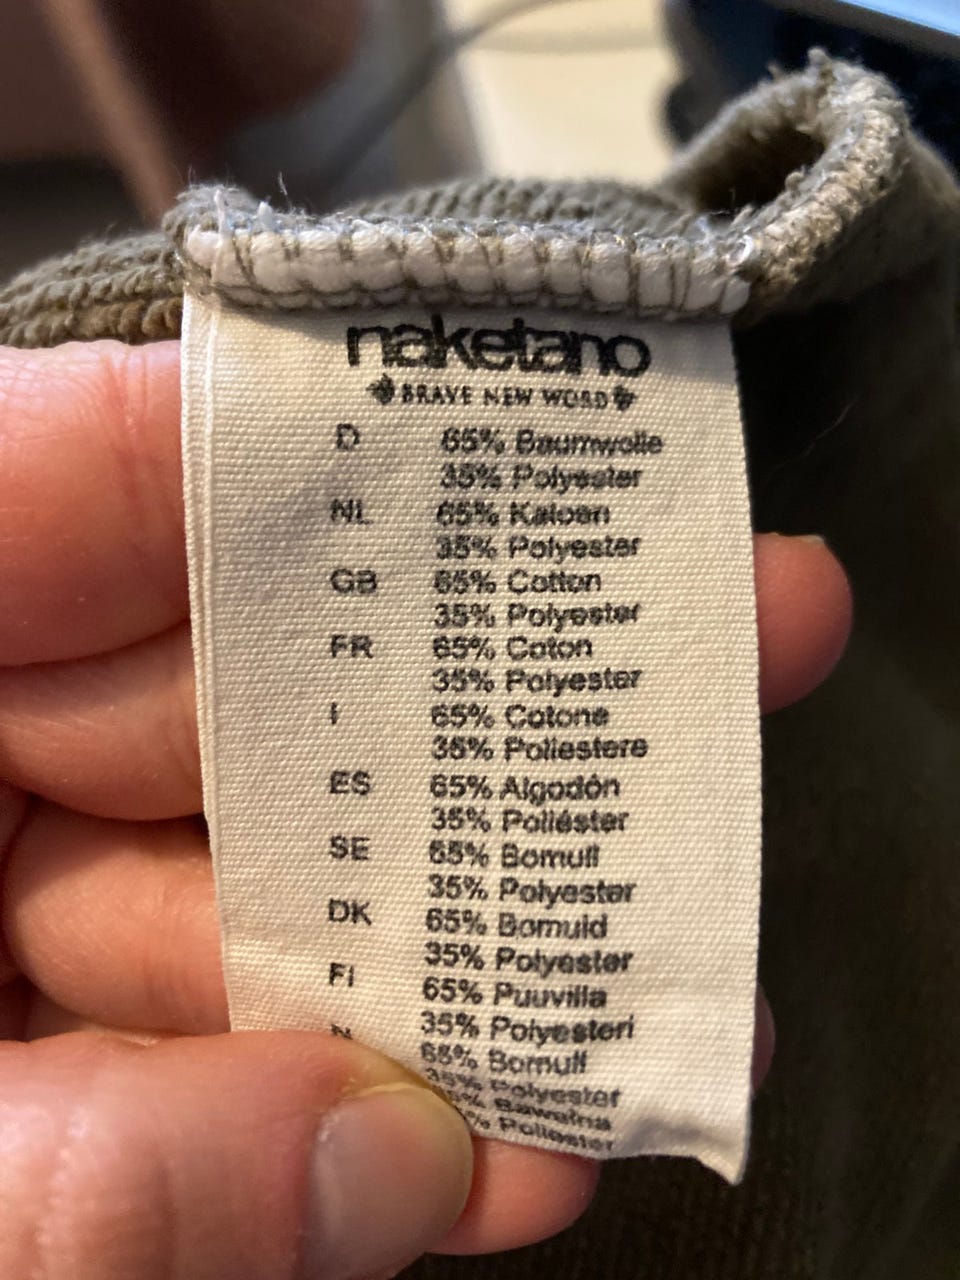 naketano
BRAVE NEW WORD
D 65% Baumwolle
35% Polyester
NL 65% Katoen
35% Polyester
GB 65% Cotton
35% Polyester
FR 65% Coton
35% Polyester
I 65% Cotone
35% Poliestere
ES 65% Algodón
35% Poliéster
SE 65% Bomull
35% Polyester
DK 65% Bomuld
35% Polyester
FI 65% Puuvilla
35% Polyesteri
N 65% Bomull
35% Polyester
Bawełna
Poliester